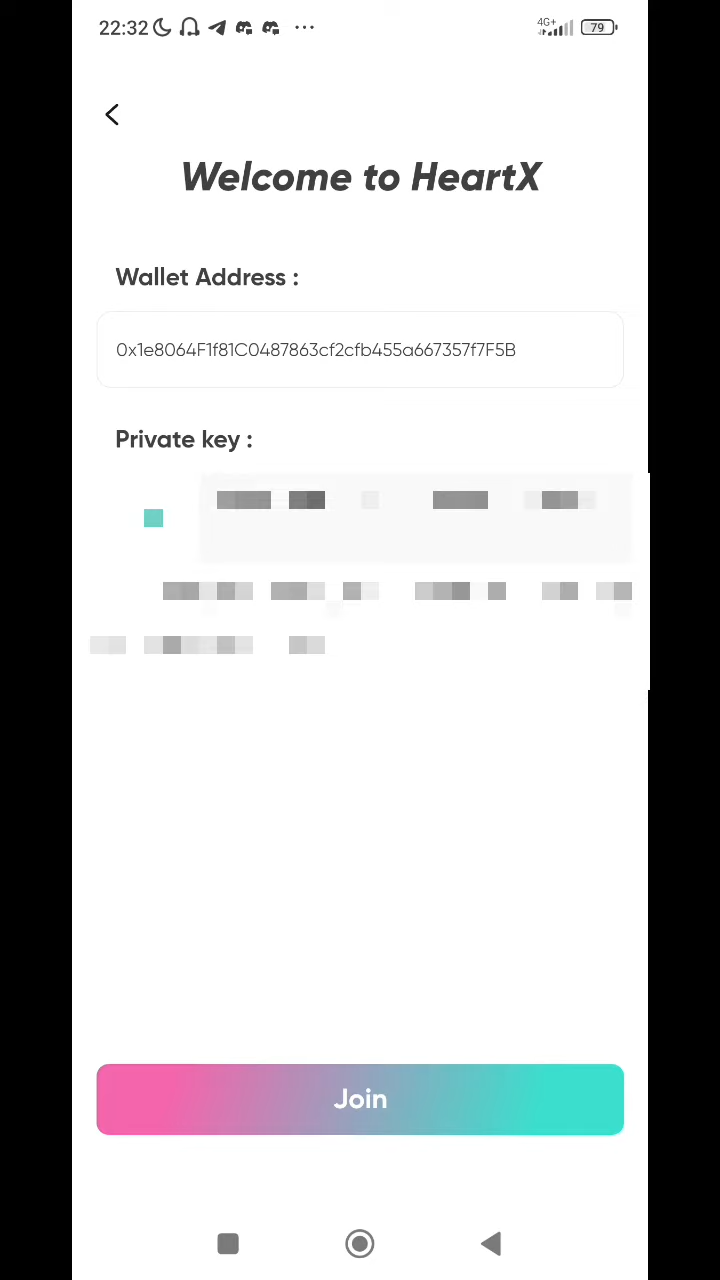 22:32
4G+
79
Welcome to HeartX
Wallet Address :
0x1e8064F1f81C0487863cf2cfb455a667357f7F5B
Private key :
Join